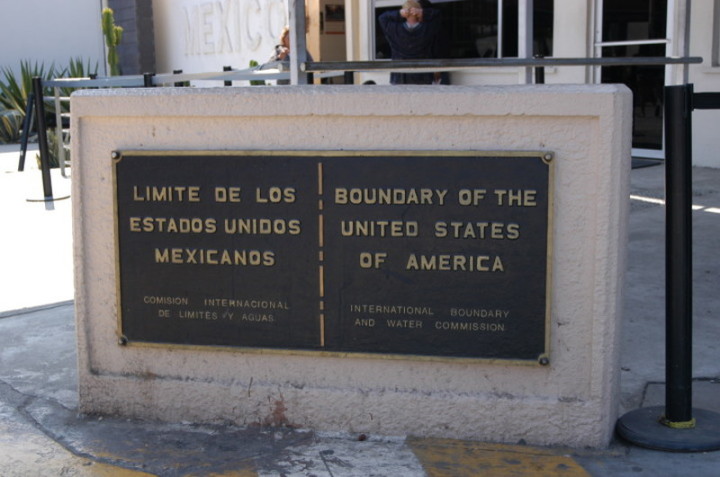 MEXICO
LIMITE DE LOS
ESTADOS UNIDOS
MEXICANOS
COMISION INTERNACIONAL
DE LIMITES Y AGUAS
BOUNDARY OF THE
UNITED STATES
OF AMERICA
INTERNATIONAL BOUNDARY
AND WATER COMMISSION